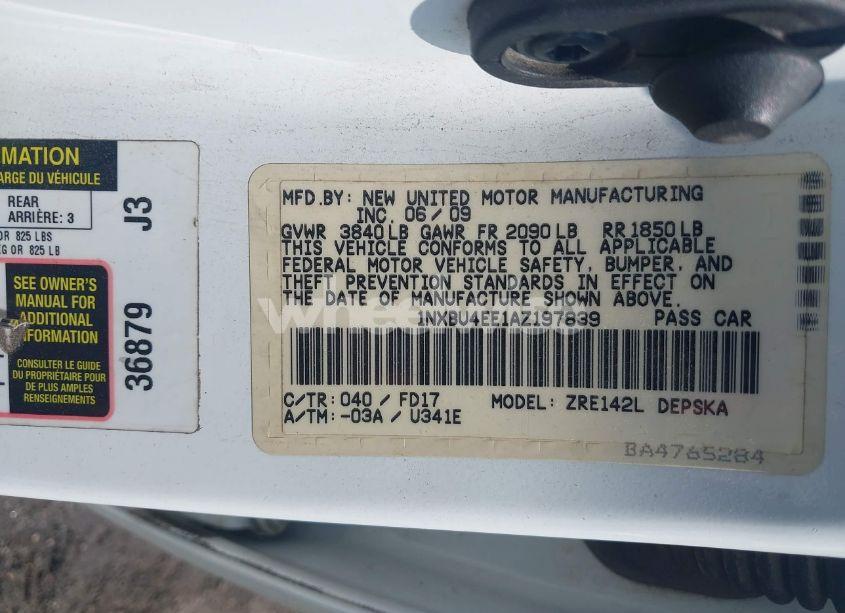 RMATION
ARGE DU VÉHICULE
REAR
ARRIÈRE: 3
OR 825 LBS
KG OR 825 LB
J3
SEE OWNER'S
MANUAL FOR
ADDITIONAL
INFORMATION
CONSULTER LE GUIDE
DU PROPRIÉTAIRE POUR
DE PLUS AMPLES
RENSEIGNEMENTS
36879
MFD.BY: NEW UNITED MOTOR MANUFACTURING
INC. 06/09
GVWR 3840LB GAWR FR 2090LB RR1850LB
THIS VEHICLE CONFORMS TO ALL APPLICABLE
FEDERAL MOTOR VEHICLE SAFETY, BUMPER, AND
THEFT PREVENTION STANDARDS IN EFFECT ON
THE DATE OF MANUFACTURE SHOWN ABOVE.
1NXBU4EE1AZ197839 PASS CAR
C/TR: 040 / FD17 MODEL: ZRE142L DEPSKA
A/TM: -03A / U341E
BA4765284